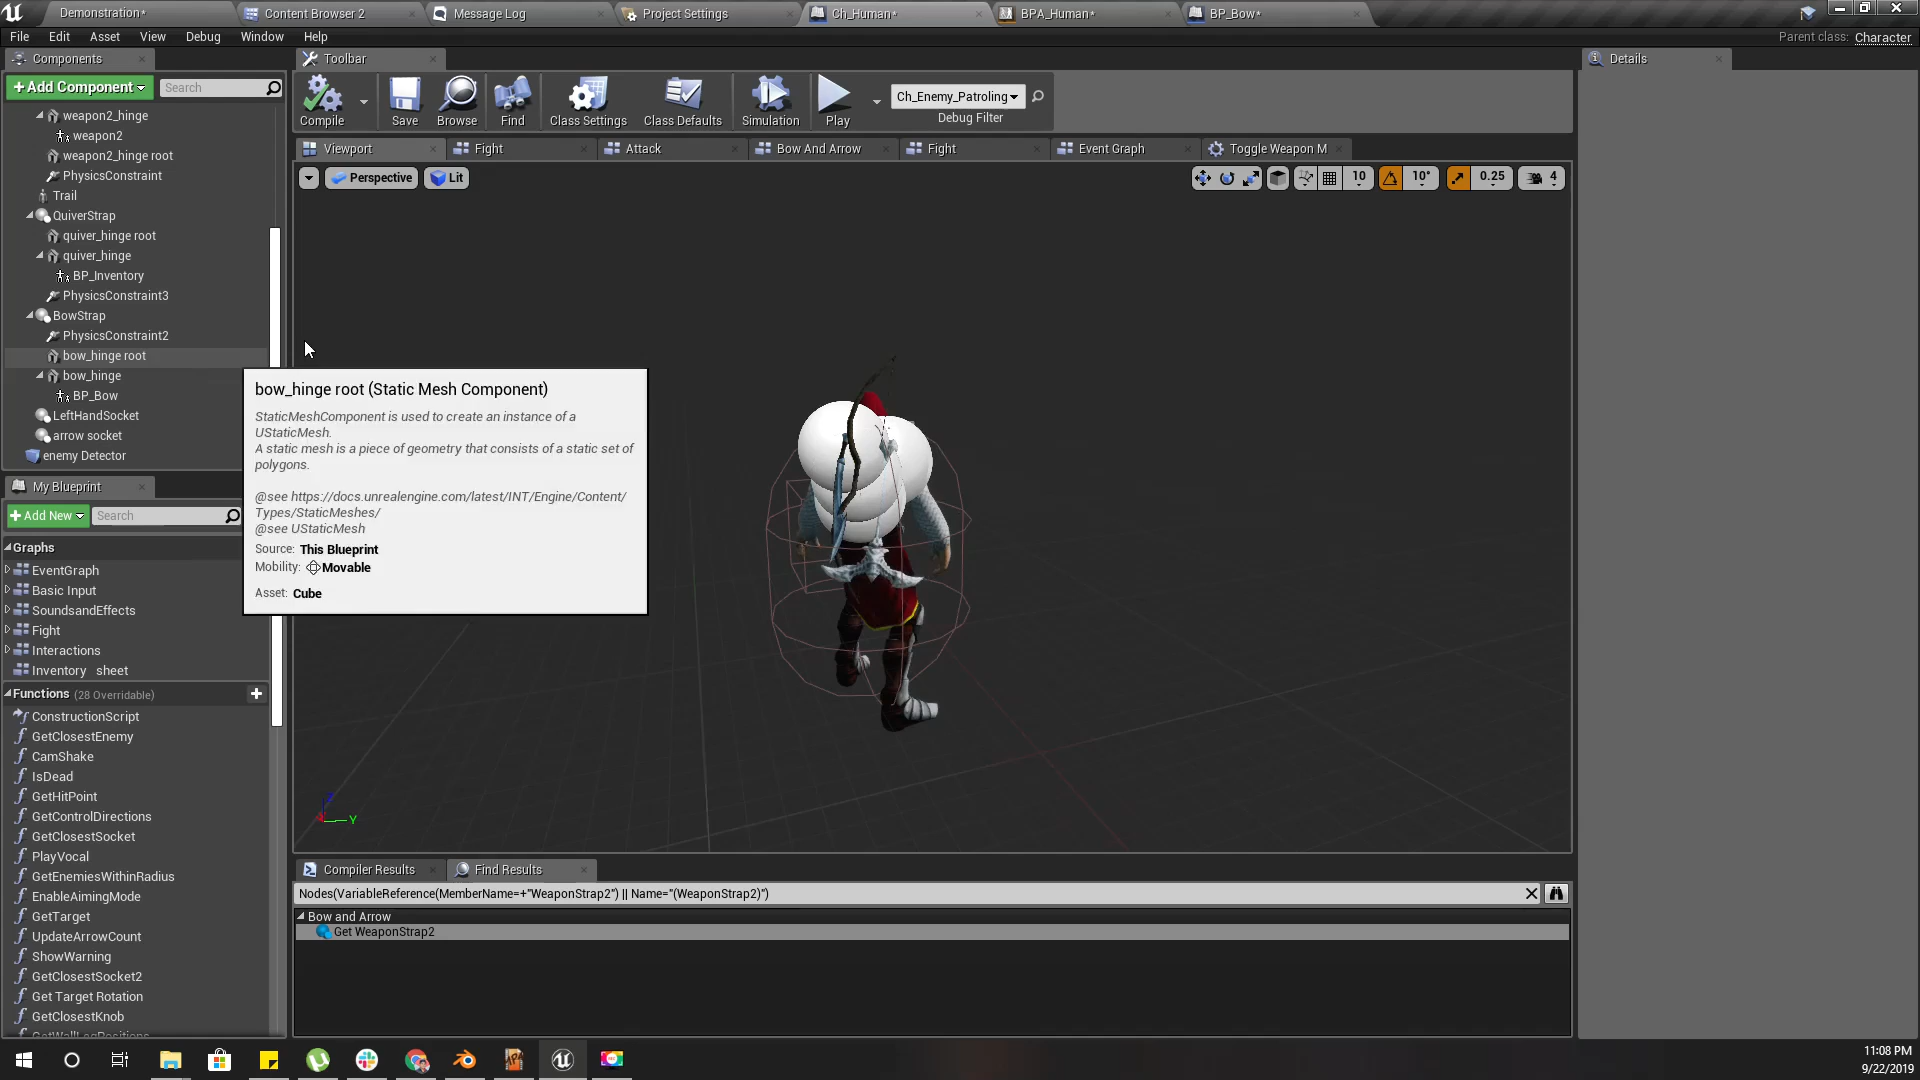 Demonstration*
Content Browser 2
Message Log
Project Settings
Ch_Human*
BPA_Human*
BP_Bow*
File Edit Asset View Debug Window Help
Parent class: Character
Components
+Add Component
Search
weapon2_hinge
weapon2
weapon2_hinge root
PhysicsConstraint
Trail
QuiverStrap
quiver_hinge root
quiver_hinge
BP_Inventory
PhysicsConstraint3
BowStrap
PhysicsConstraint2
bow_hinge root
bow_hinge
BP_Bow
LeftHandSocket
arrow socket
enemy Detector
My Blueprint
+Add New
Search
Graphs
EventGraph
Basic Input
SoundsandEffects
Fight
Interactions
Inventory sheet
Functions (28 Overridable)
ConstructionScript
GetClosestEnemy
CamShake
IsDead
GetHitPoint
GetControlDirections
GetClosestSocket
PlayVocal
GetEnemiesWithinRadius
EnableAimingMode
GetTarget
UpdateArrowCount
ShowWarning
GetClosestSocket2
Get Target Rotation
GetClosestKnob
Toolbar
Compile
Save
Browse
Find
Class Settings
Class Defaults
Simulation
Play
Ch_Enemy_Patroling
Debug Filter
Viewport
Fight
Attack
Bow And Arrow
Fight
Event Graph
Toggle Weapon M
Perspective
Lit
10
10°
0.25
4
bow_hinge root (Static Mesh Component)
StaticMeshComponent is used to create an instance of a
UStaticMesh.
A static mesh is a piece of geometry that consists of a static set of
polygons.
@see https://docs.unrealengine.com/latest/INT/Engine/Content/
Types/StaticMeshes/
@see UStaticMesh
Source: This Blueprint
Mobility: Movable
Asset: Cube
Y
Compiler Results
Find Results
Nodes(VariableReference(MemberName=+"WeaponStrap2") || Name="(WeaponStrap2)")
Bow and Arrow
Get WeaponStrap2
Details
11:08 PM
9/22/2019